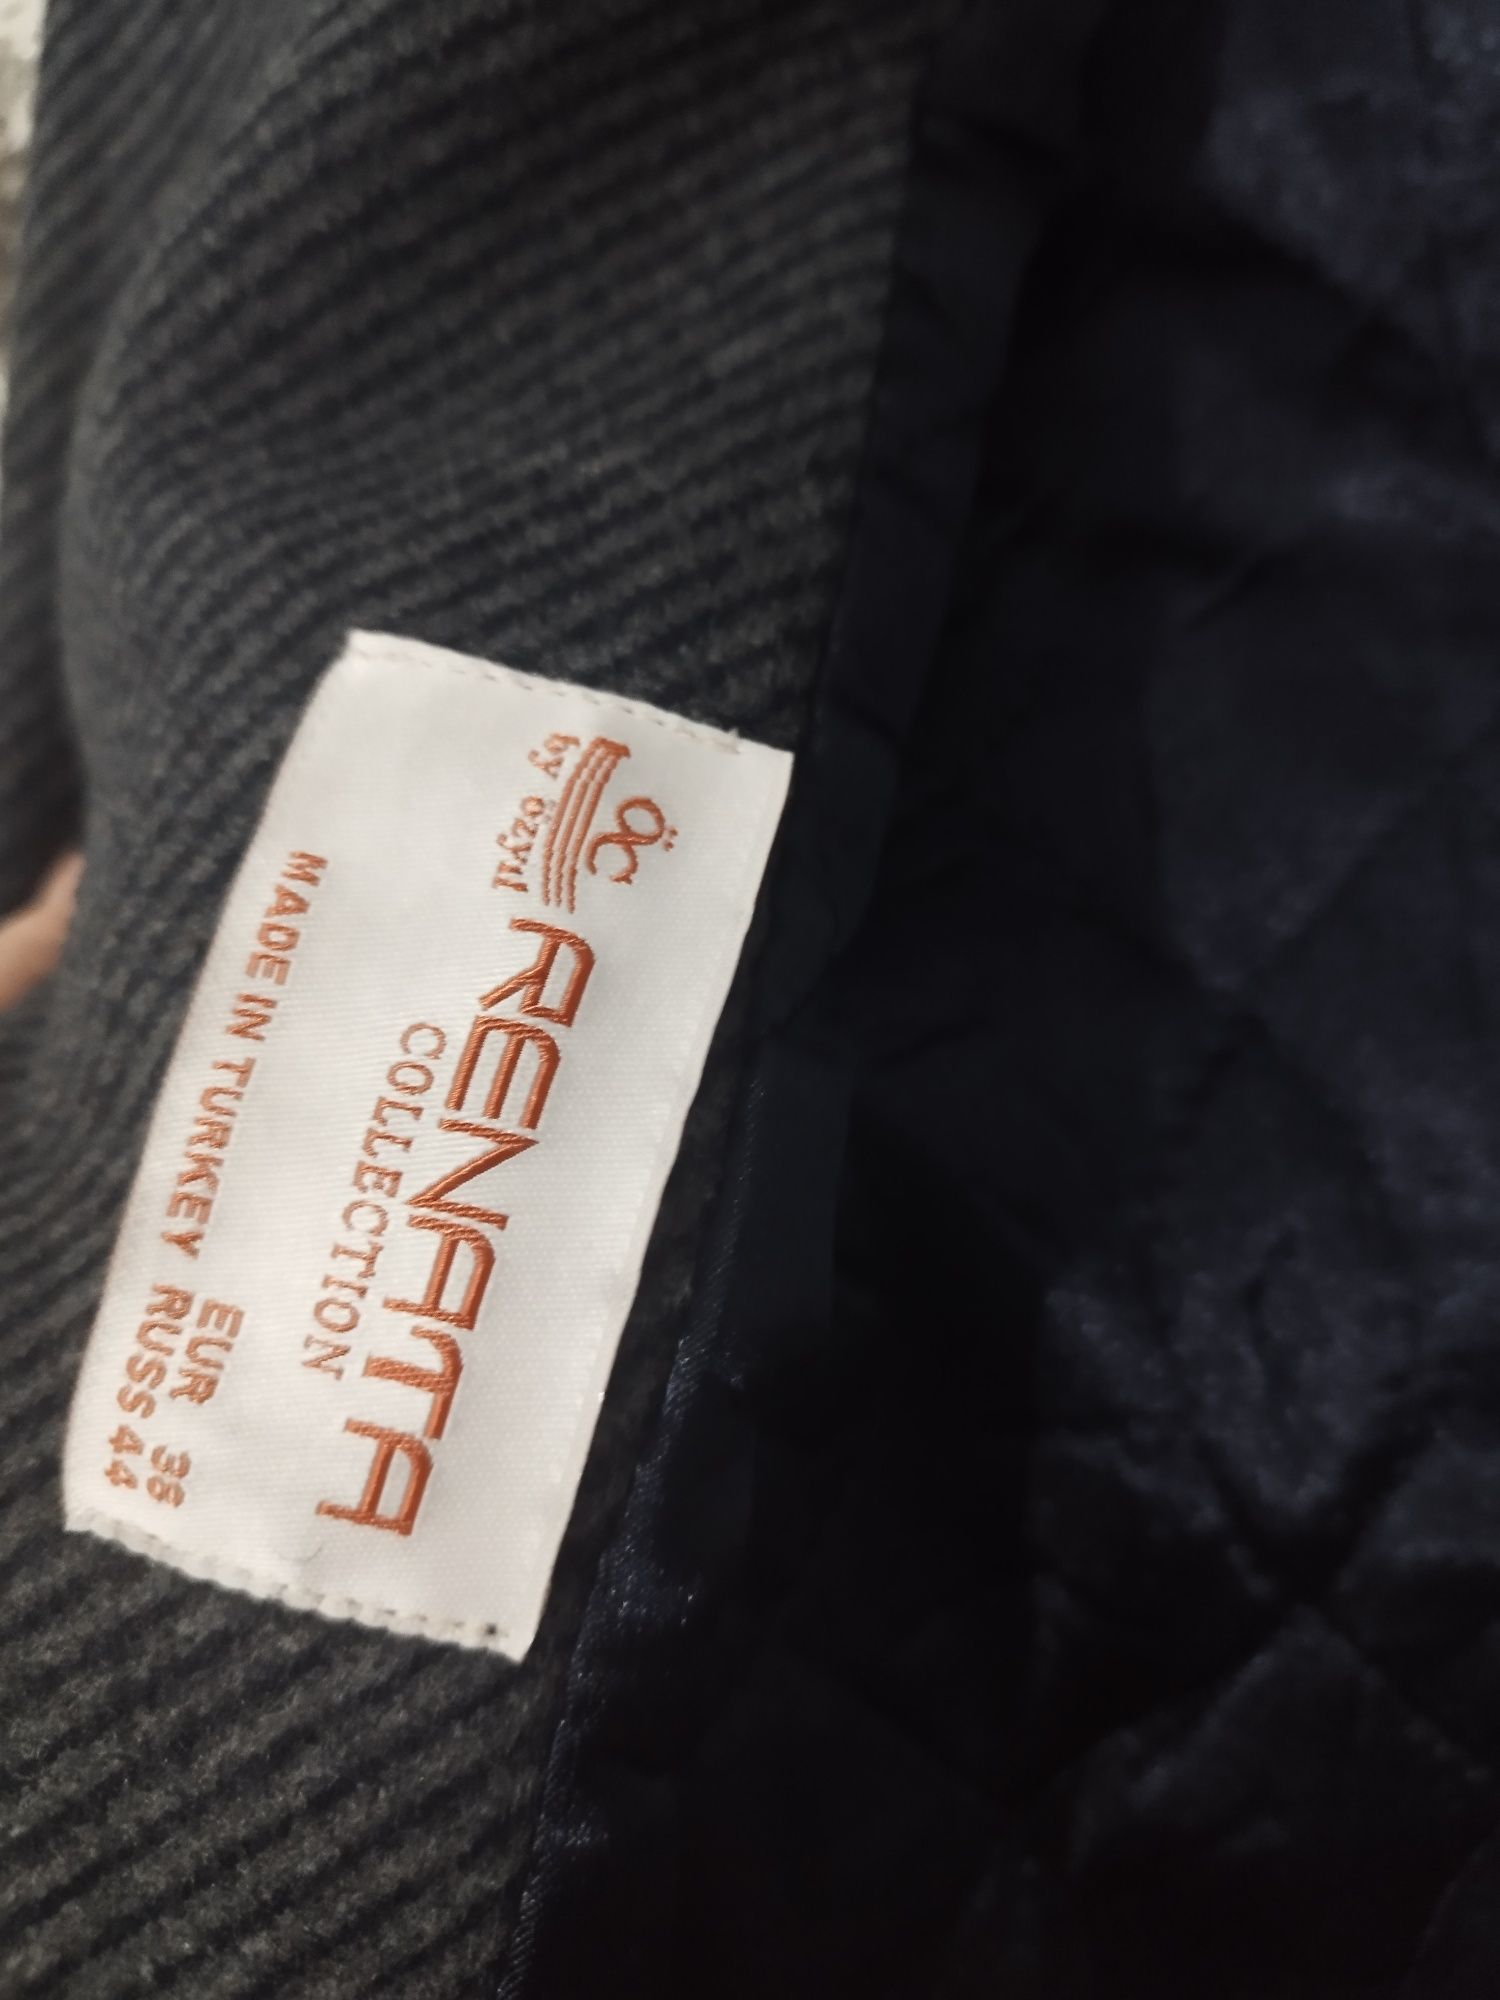 öc
by özyıl
RENATA
COLLECTION
EUR 38
MADE IN TURKEY RUSS 44